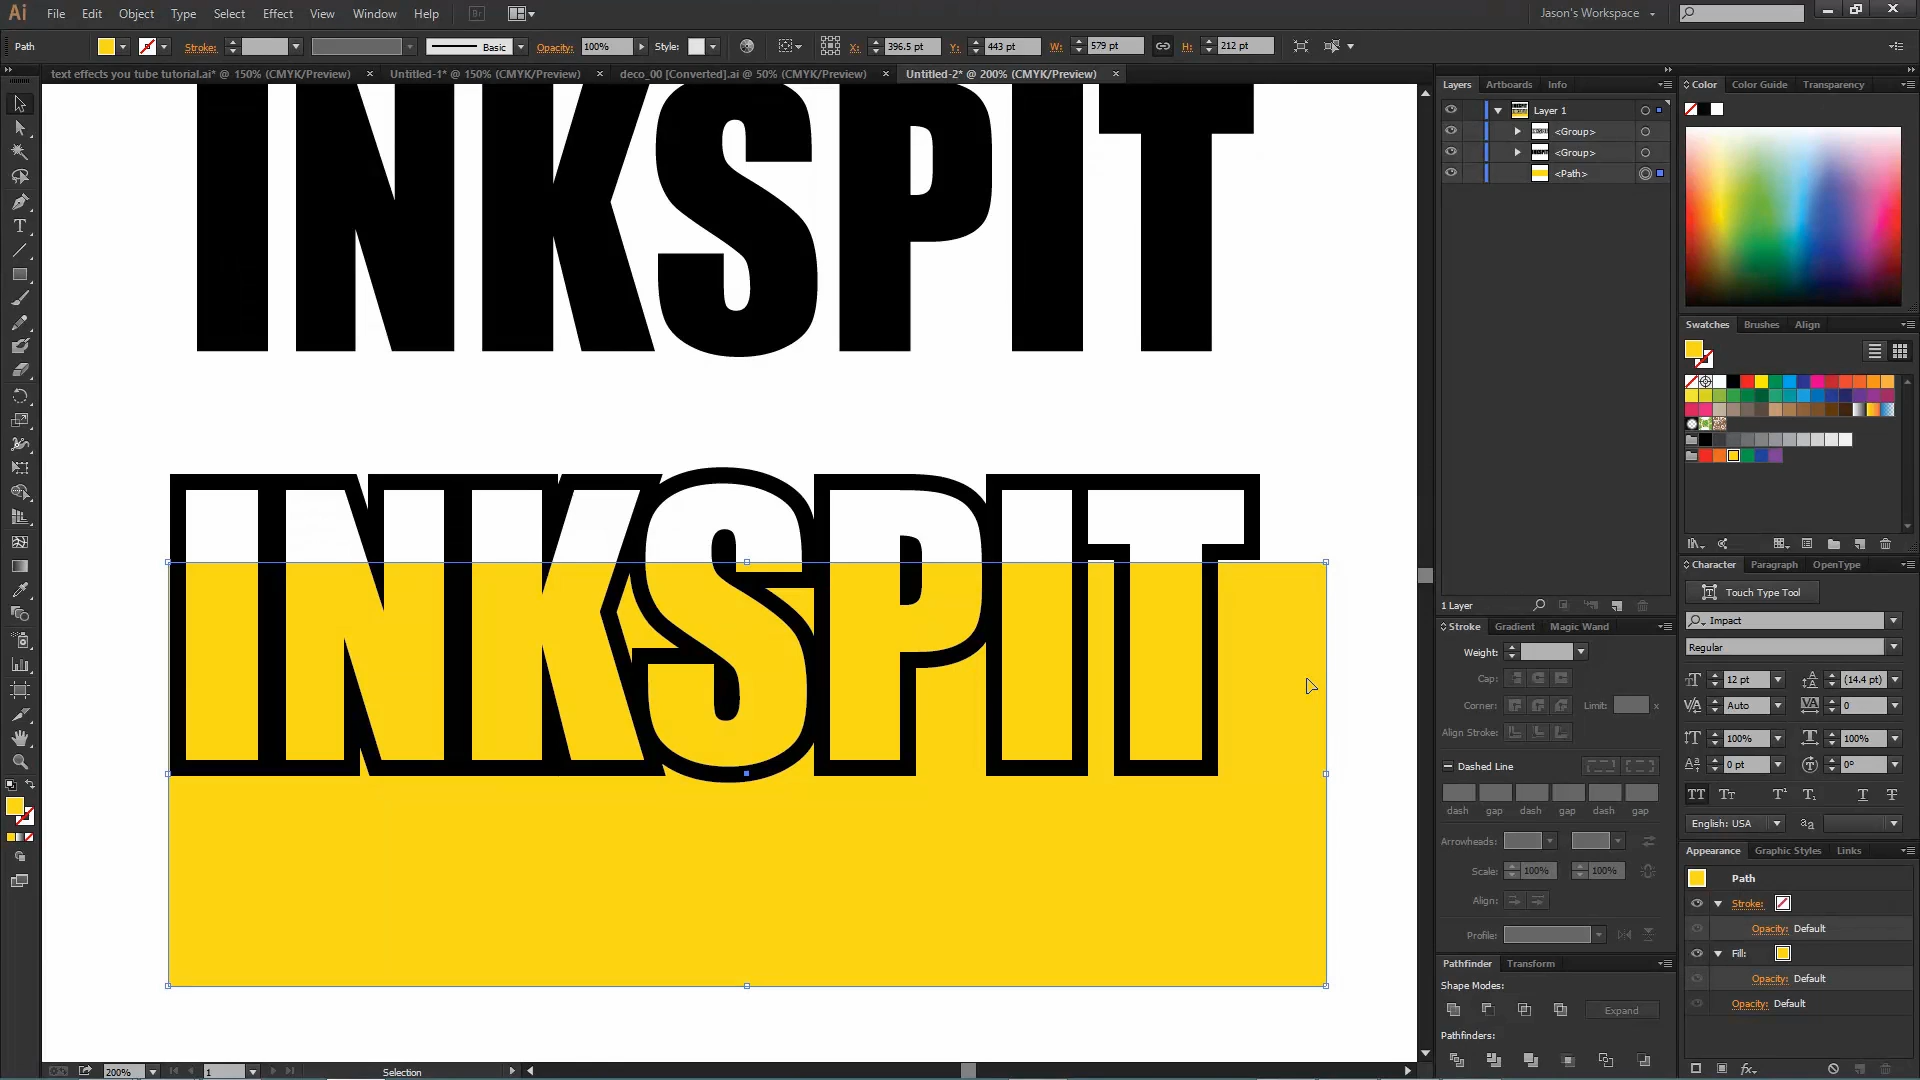 Ai File Edit Object Type Select Effect View Window Help Br Jason's Workspace
Path Stroke: Basic Opacity: 100% Style: X: 396.5 pt Y: 443 pt W: 579 pt H: 212 pt
text effects you tube tutorial.ai* @ 150% (CMYK/Preview) × Untitled-1* @ 150% (CMYK/Preview) × deco_00 [Converted].ai @ 50% (CMYK/Preview) × Untitled-2* @ 200% (CMYK/Preview) ×
INKSPIT
INKSPIT
200% 1 Selection
Layers Artboards Info
Layer 1
<Group>
<Group>
<Path>
1 Layer
Stroke Gradient Magic Wand
Weight:
Cap:
Corner: Limit: x
Align Stroke:
Dashed Line
dash gap dash gap dash gap
Arrowheads:
Scale: 100% 100%
Align:
Profile:
Pathfinder Transform
Shape Modes:
Expand
Pathfinders:
Color Color Guide Transparency
Swatches Brushes Align
Character Paragraph OpenType
Touch Type Tool
Impact
Regular
12 pt (14.4 pt)
Auto 0
100% 100%
0 pt 0°
English: USA
Appearance Graphic Styles Links
Path
Stroke:
Opacity: Default
Fill:
Opacity: Default
Opacity: Default
fx